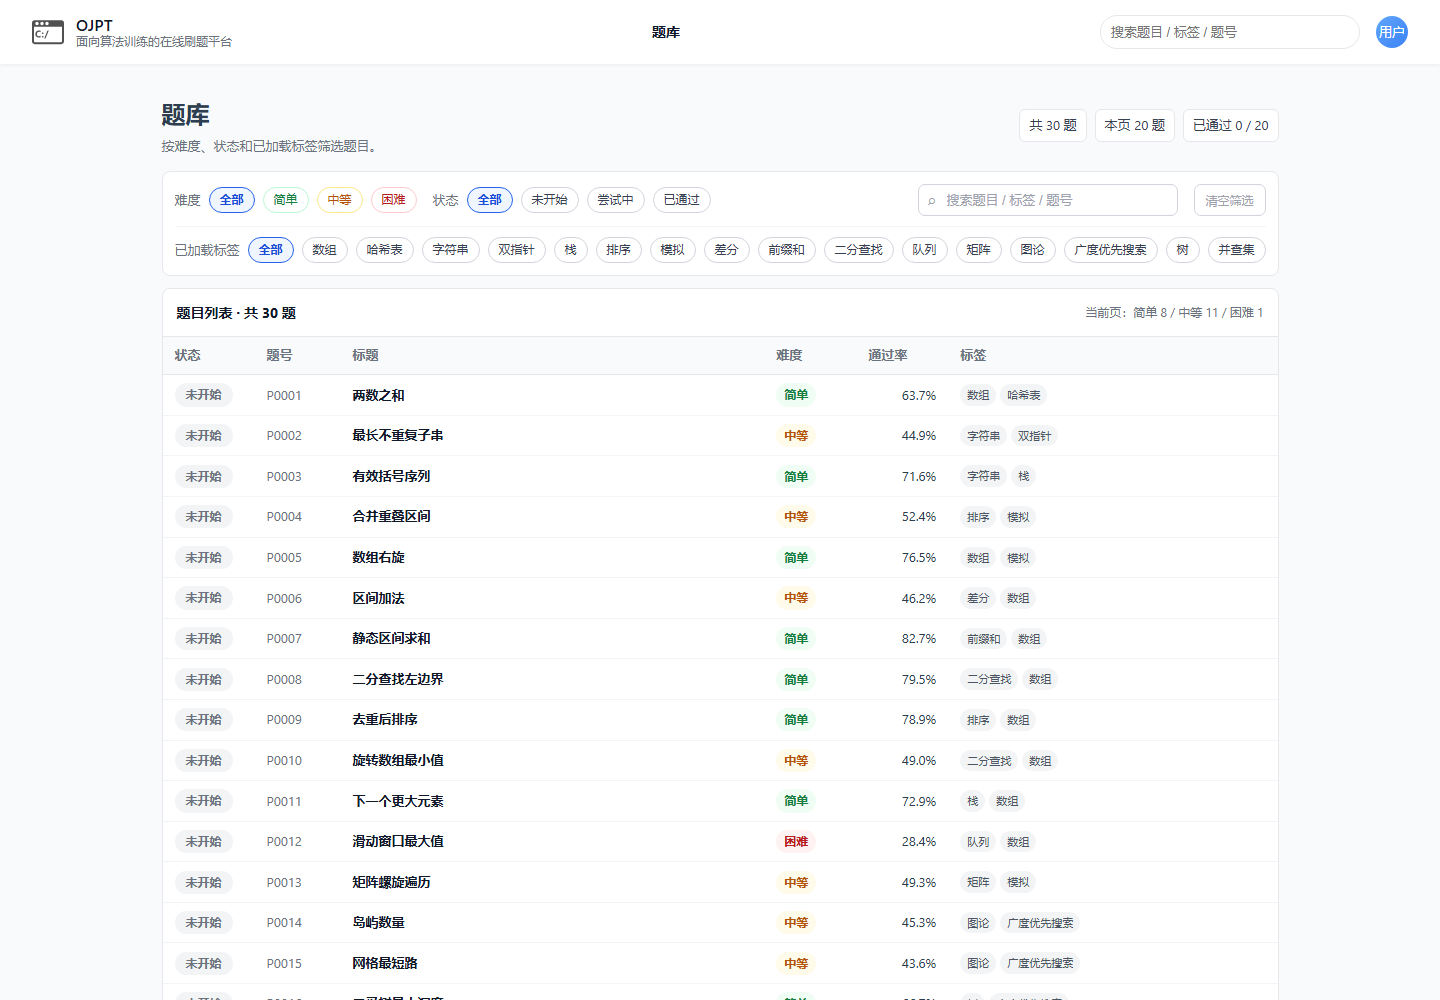 C:/
OJPT
面向算法训练的在线刷题平台
题库
搜索题目 / 标签 / 题号
用户
题库
按难度、状态和已加载标签筛选题目。
共 30 题 本页 20 题 已通过 0 / 20
难度 全部 简单 中等 困难 状态 全部 未开始 尝试中 已通过 搜索题目 / 标签 / 题号 清空筛选
已加载标签 全部 数组 哈希表 字符串 双指针 栈 排序 模拟 差分 前缀和 二分查找 队列 矩阵 图论 广度优先搜索 树 并查集
题目列表 · 共 30 题 当前页：简单 8 / 中等 11 / 困难 1
状态 题号 标题 难度 通过率 标签
未开始 P0001 两数之和 简单 63.7% 数组 哈希表
未开始 P0002 最长不重复子串 中等 44.9% 字符串 双指针
未开始 P0003 有效括号序列 简单 71.6% 字符串 栈
未开始 P0004 合并重叠区间 中等 52.4% 排序 模拟
未开始 P0005 数组右旋 简单 76.5% 数组 模拟
未开始 P0006 区间加法 中等 46.2% 差分 数组
未开始 P0007 静态区间求和 简单 82.7% 前缀和 数组
未开始 P0008 二分查找左边界 简单 79.5% 二分查找 数组
未开始 P0009 去重后排序 简单 78.9% 排序 数组
未开始 P0010 旋转数组最小值 中等 49.0% 二分查找 数组
未开始 P0011 下一个更大元素 简单 72.9% 栈 数组
未开始 P0012 滑动窗口最大值 困难 28.4% 队列 数组
未开始 P0013 矩阵螺旋遍历 中等 49.3% 矩阵 模拟
未开始 P0014 岛屿数量 中等 45.3% 图论 广度优先搜索
未开始 P0015 网格最短路 中等 43.6% 图论 广度优先搜索